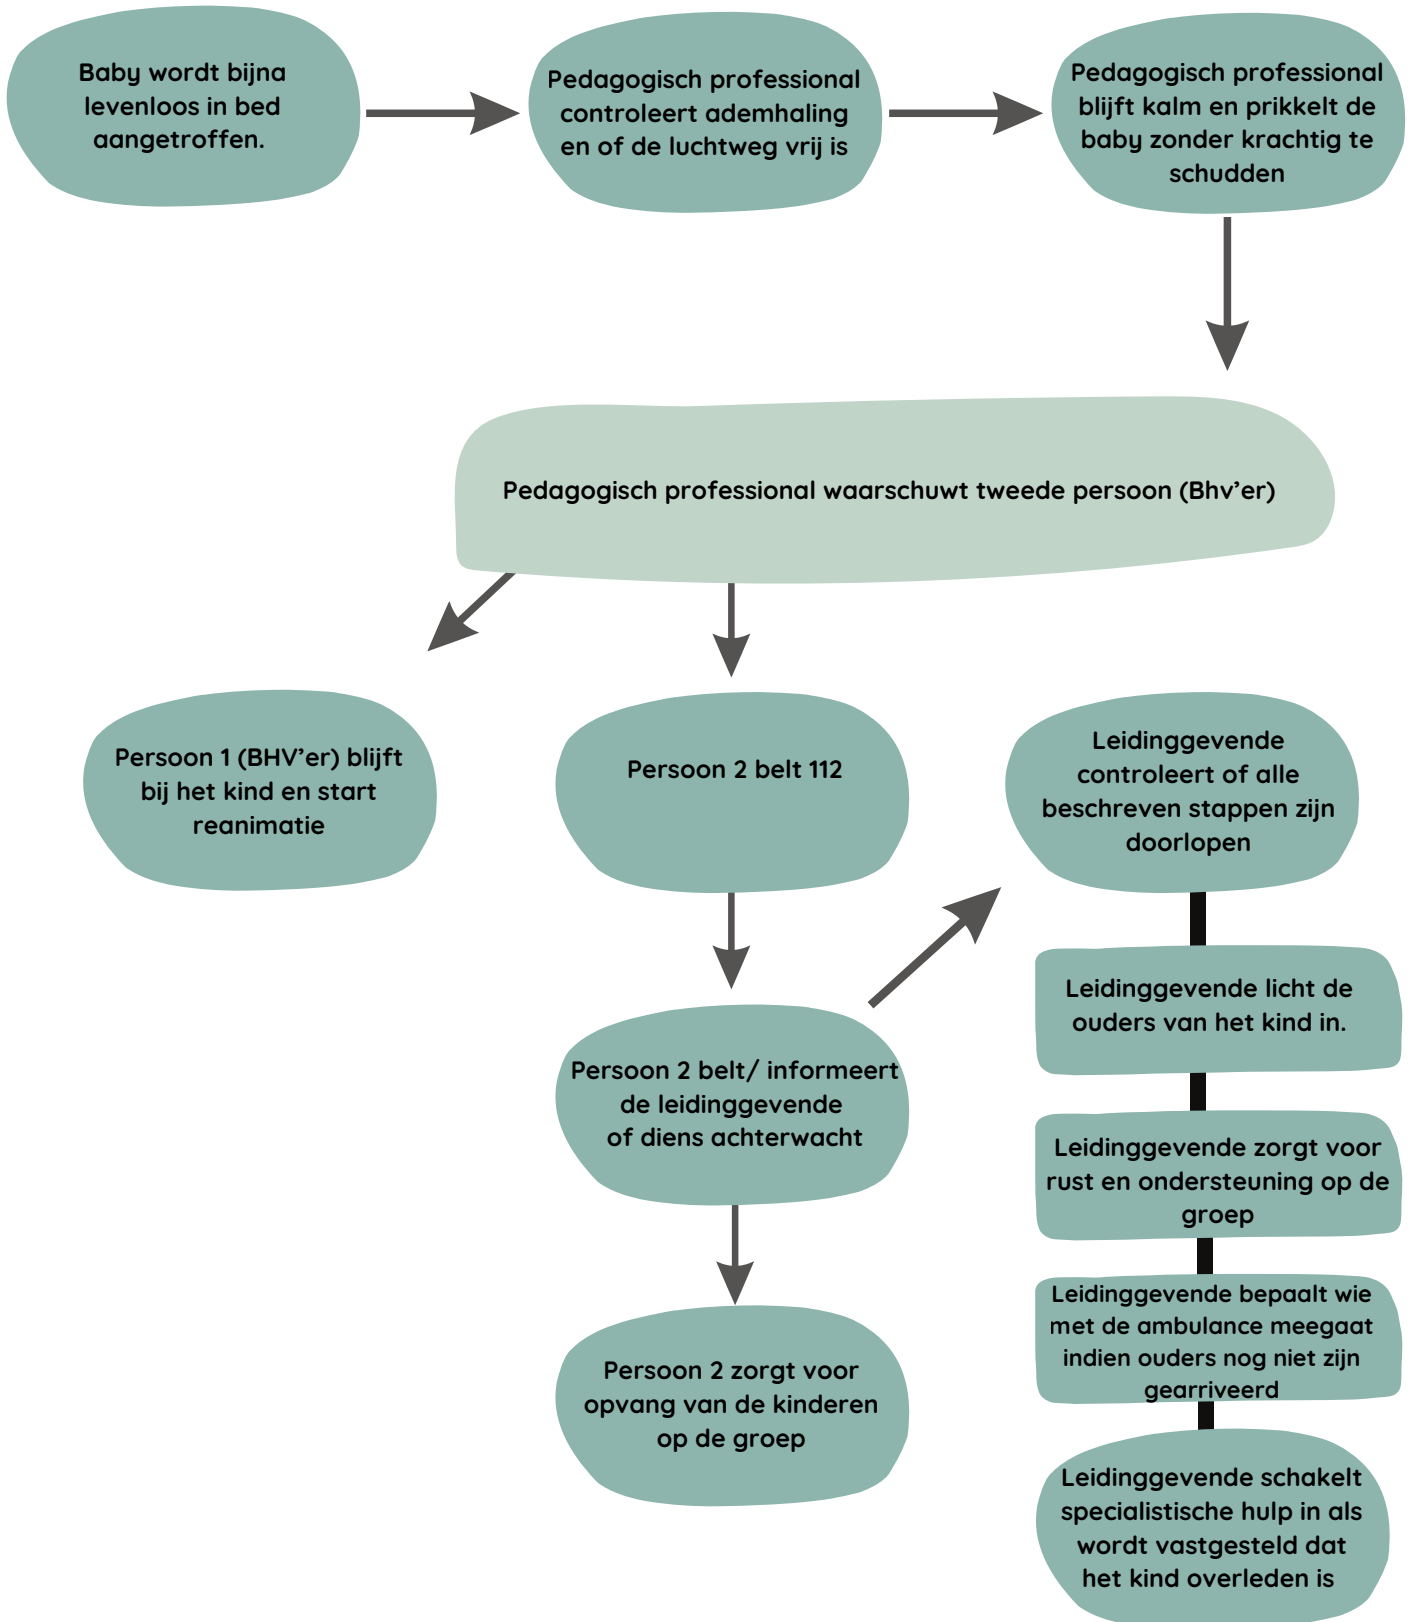 Baby wordt bijna
levenloos in bed
aangetroffen.
Pedagogisch professional
controleert ademhaling
en of de luchtweg vrij is
Pedagogisch professional
blijft kalm en prikkelt de
baby zonder krachtig te
schudden
Pedagogisch professional waarschuwt tweede persoon (Bhv'er)
Persoon 1 (BHV'er) blijft
bij het kind en start
reanimatie
Persoon 2 belt 112
Leidinggevende
controleert of alle
beschreven stappen zijn
doorlopen
Leidinggevende licht de
ouders van het kind in.
Persoon 2 belt/ informeert
de leidinggevende
of diens achterwacht
Leidinggevende zorgt voor
rust en ondersteuning op de
groep
Leidinggevende bepaalt wie
met de ambulance meegaat
indien ouders nog niet zijn
gearriveerd
Persoon 2 zorgt voor
opvang van de kinderen
op de groep
Leidinggevende schakelt
specialistische hulp in als
wordt vastgesteld dat
het kind overleden is